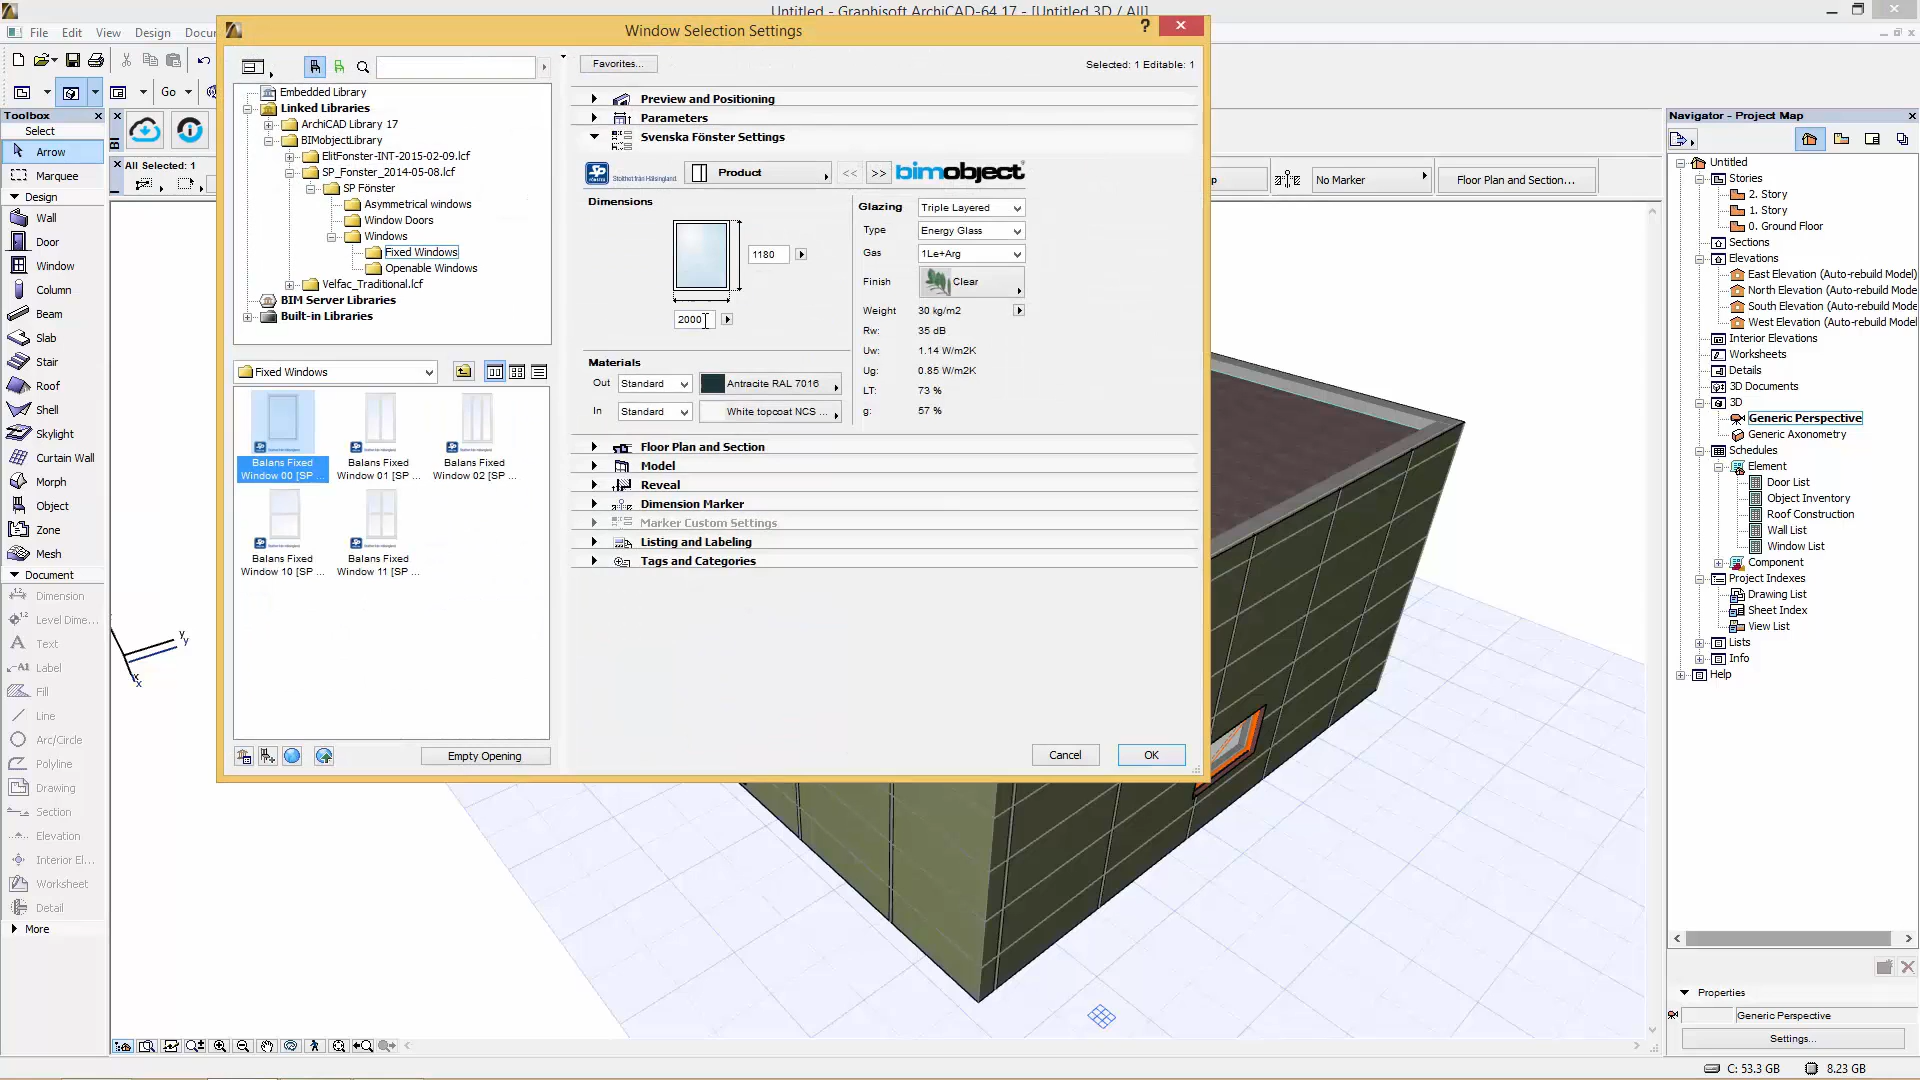 Untitled - Graphisoft ArchiCAD-64 17 - [Untitled 3D / All]
File Edit View Design Docu
Window Selection Settings
?
Go
Toolbox
Select
Arrow
Marquee
Design
Wall
Door
Window
Column
Beam
Slab
Stair
Roof
Shell
Skylight
Curtain Wall
Morph
Object
Zone
Mesh
Document
Dimension
Level Dime...
Text
Label
Fill
Line
Arc/Circle
Polyline
Drawing
Section
Elevation
Interior El...
Worksheet
Detail
More
All Selected: 1
Embedded Library
Linked Libraries
ArchiCAD Library 17
BIMobjectLibrary
ElitFonster-INT-2015-02-09.lcf
SP_Fonster_2014-05-08.lcf
SP Fönster
Asymmetrical windows
Window Doors
Windows
Fixed Windows
Openable Windows
Velfac_Traditional.lcf
BIM Server Libraries
Built-in Libraries
Fixed Windows
Balans Fixed Window 00 [SP ...
Balans Fixed Window 01 [SP ...
Balans Fixed Window 02 [SP ...
Balans Fixed Window 10 [SP ...
Balans Fixed Window 11 [SP ...
Empty Opening
Favorites...
Selected: 1 Editable: 1
Preview and Positioning
Parameters
Svenska Fönster Settings
Product
<<
>>
bimobject
Dimensions
1180
2000
Glazing Triple Layered
Type Energy Glass
Gas 1Le+Arg
Finish Clear
Weight 30 kg/m2
Rw: 35 dB
Uw: 1.14 W/m2K
Ug: 0.85 W/m2K
LT: 73 %
g: 57 %
Materials
Out Standard Antracite RAL 7016
In Standard White topcoat NCS ...
Floor Plan and Section
Model
Reveal
Dimension Marker
Marker Custom Settings
Listing and Labeling
Tags and Categories
Cancel
OK
No Marker
Floor Plan and Section...
Navigator - Project Map
Untitled
Stories
2. Story
1. Story
0. Ground Floor
Sections
Elevations
East Elevation (Auto-rebuild Model)
North Elevation (Auto-rebuild Mode
South Elevation (Auto-rebuild Mode
West Elevation (Auto-rebuild Mode
Interior Elevations
Worksheets
Details
3D Documents
3D
Generic Perspective
Generic Axonometry
Schedules
Element
Door List
Object Inventory
Roof Construction
Wall List
Window List
Component
Project Indexes
Drawing List
Sheet Index
View List
Lists
Info
Help
Properties
Generic Perspective
Settings...
C: 53.3 GB
8.23 GB